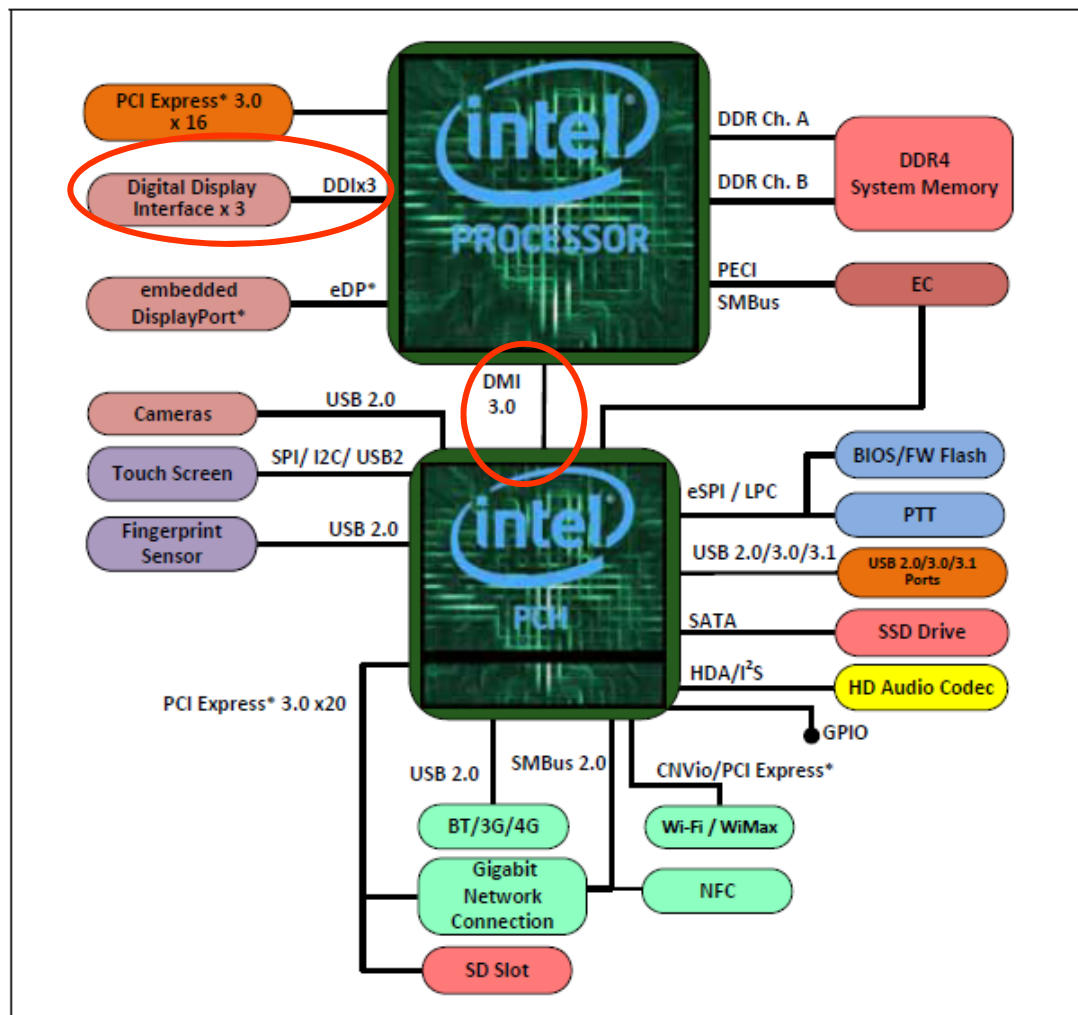 PCI Express* 3.0
x 16
Digital Display
Interface x 3
DDIx3
embedded
DisplayPort*
eDP*
intel®
PROCESSOR
DDR Ch. A
DDR Ch. B
DDR4
System Memory
PECI
SMBus
EC
DMI
3.0
Cameras
USB 2.0
Touch Screen
SPI/ I2C/ USB2
Fingerprint
Sensor
USB 2.0
intel®
PCH
eSPI / LPC
BIOS/FW Flash
PTT
USB 2.0/3.0/3.1
USB 2.0/3.0/3.1
Ports
SATA
SSD Drive
HDA/I²S
HD Audio Codec
GPIO
PCI Express* 3.0 x20
USB 2.0
SMBus 2.0
CNVio/PCI Express*
BT/3G/4G
Wi-Fi / WiMax
Gigabit
Network
Connection
NFC
SD Slot